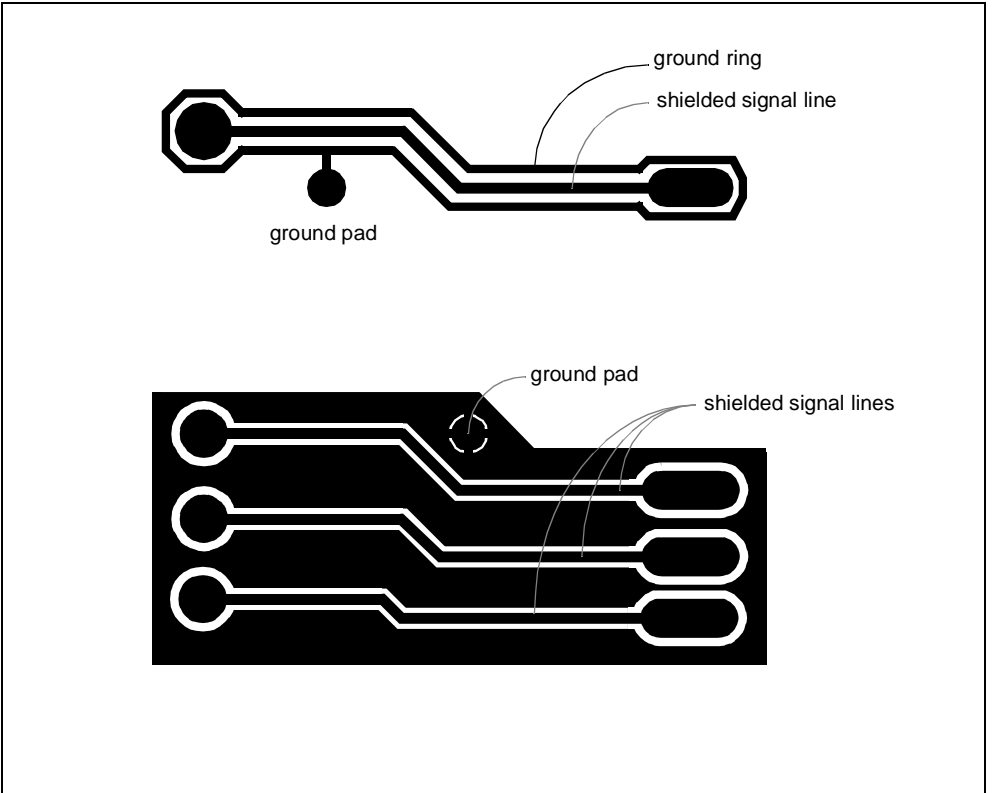 ground ring
shielded signal line
ground pad
ground pad
shielded signal lines